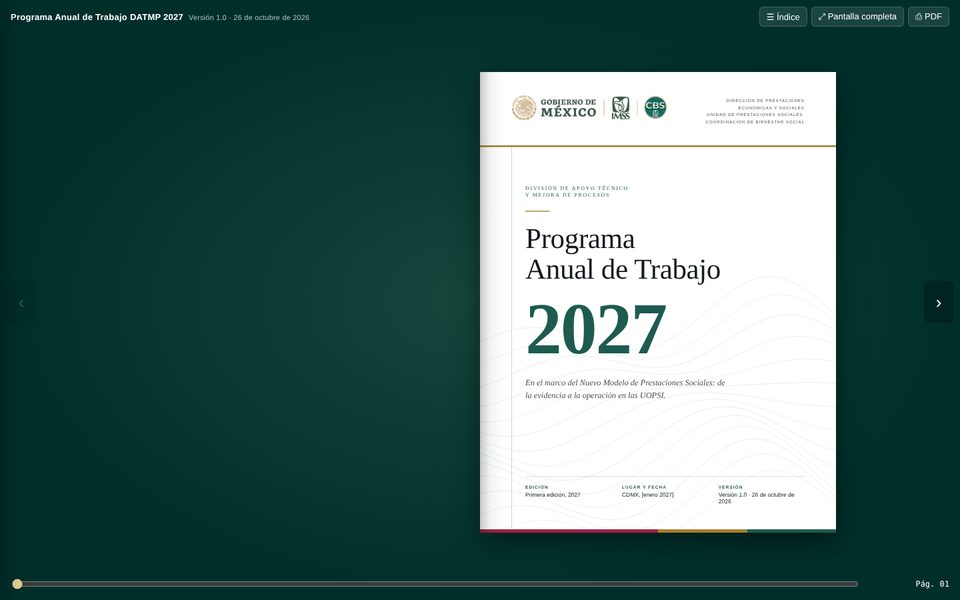 Programa Anual de Trabajo DATMP 2027 Versión 1.0 · 26 de octubre de 2026
☰ Índice
⤢ Pantalla completa
⎙ PDF
GOBIERNO DE
MÉXICO
IMSS
CBS
DIRECCIÓN DE PRESTACIONES
ECONÓMICAS Y SOCIALES
UNIDAD DE PRESTACIONES SOCIALES.
COORDINACIÓN DE BIENESTAR SOCIAL
DIVISIÓN DE APOYO TÉCNICO
Y MEJORA DE PROCESOS
Programa
Anual de Trabajo
2027
En el marco del Nuevo Modelo de Prestaciones Sociales: de
la evidencia a la operación en las UOPSI.
EDICIÓN
Primera edición, 2027
LUGAR Y FECHA
CDMX, [enero 2027]
VERSIÓN
Versión 1.0 · 26 de octubre de
2026
Pág. 01